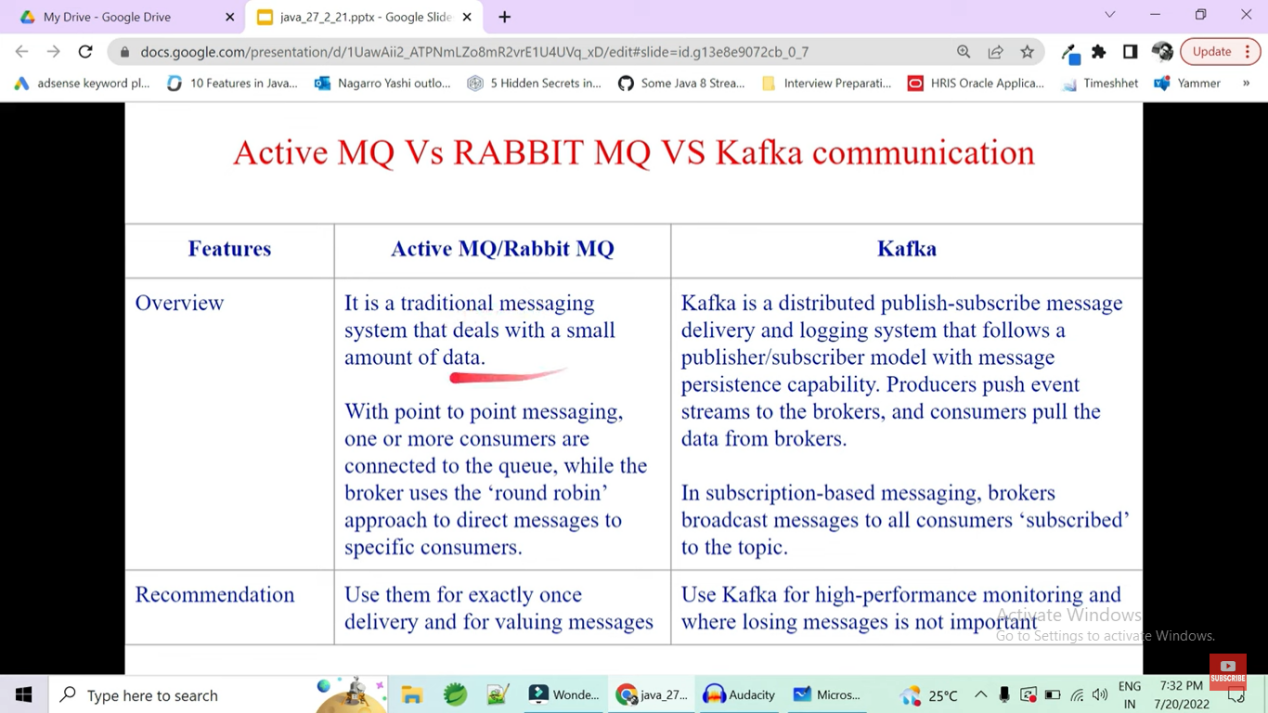 My Drive - Google Drive
java_27_2_21.pptx - Google Slide
docs.google.com/presentation/d/1UawAii2_ATPNmLZo8mR2vrE1U4UVq_xD/edit#slide=id.g13e8e9072cb_0_7
Update
adsense keyword pl...
10 Features in Java...
Nagarro Yashi outlo...
5 Hidden Secrets in...
Some Java 8 Strea...
Interview Preparati...
HRIS Oracle Applica...
Timeshhet
Yammer
»
Active MQ Vs RABBIT MQ VS Kafka communication
Features
Active MQ/Rabbit MQ
Kafka
Overview
It is a traditional messaging
system that deals with a small
amount of data.
With point to point messaging,
one or more consumers are
connected to the queue, while the
broker uses the ‘round robin’
approach to direct messages to
specific consumers.
Kafka is a distributed publish-subscribe message
delivery and logging system that follows a
publisher/subscriber model with message
persistence capability. Producers push event
streams to the brokers, and consumers pull the
data from brokers.
In subscription-based messaging, brokers
broadcast messages to all consumers ‘subscribed’
to the topic.
Recommendation
Use them for exactly once
delivery and for valuing messages
Use Kafka for high-performance monitoring and
where losing messages is not important
Activate Windows
Go to Settings to activate Windows.
SUBSCRIBE
Type here to search
Wonde...
java_27...
Audacity
Micros...
25°C
ENG
IN
7:32 PM
7/20/2022